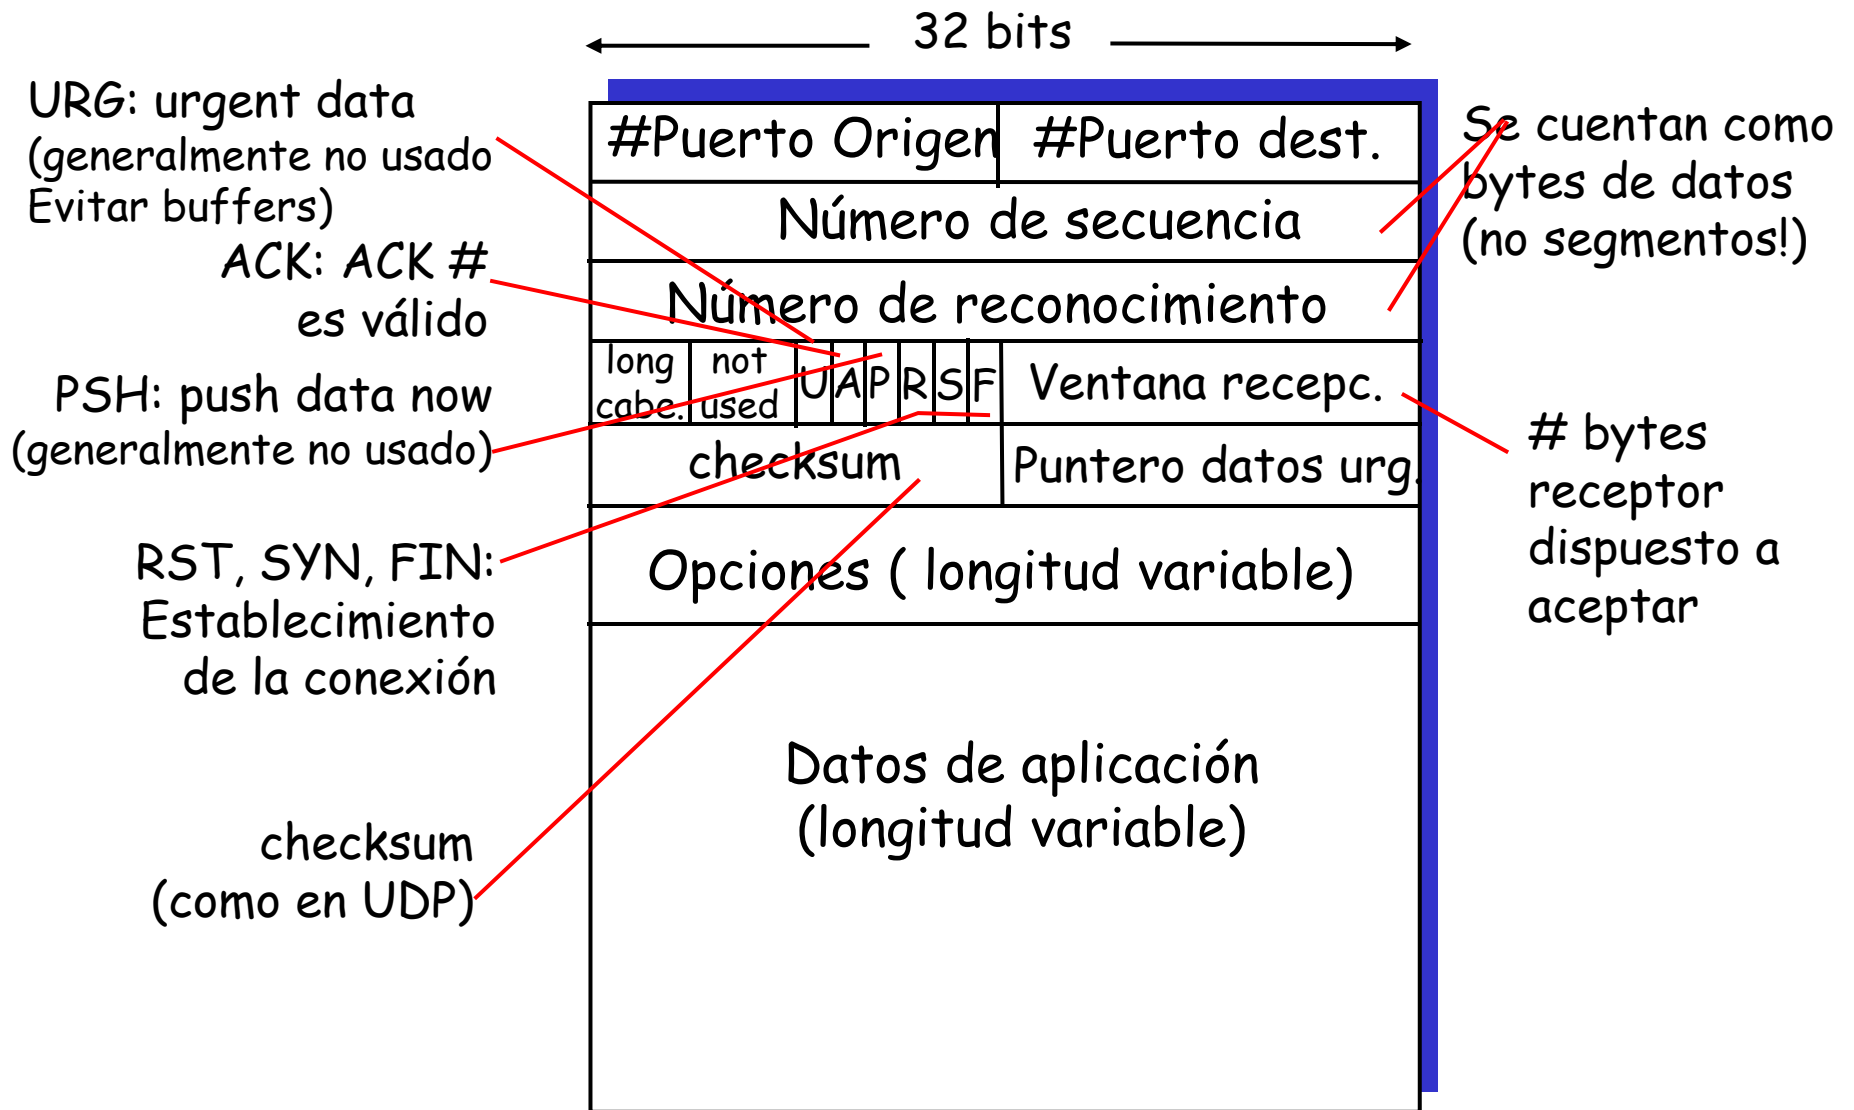 32 bits
URG: urgent data
(generalmente no usado
Evitar buffers)
ACK: ACK #
es válido
PSH: push data now
(generalmente no usado)
RST, SYN, FIN:
Establecimiento
de la conexión
checksum
(como en UDP)
#Puerto Origen
#Puerto dest.
Número de secuencia
Número de reconocimiento
long
cabe.
not
used
U
A
P
R
S
F
Ventana recepc.
checksum
Puntero datos urg.
Opciones ( longitud variable)
Datos de aplicación
(longitud variable)
Se cuentan como
bytes de datos
(no segmentos!)
# bytes
receptor
dispuesto a
aceptar